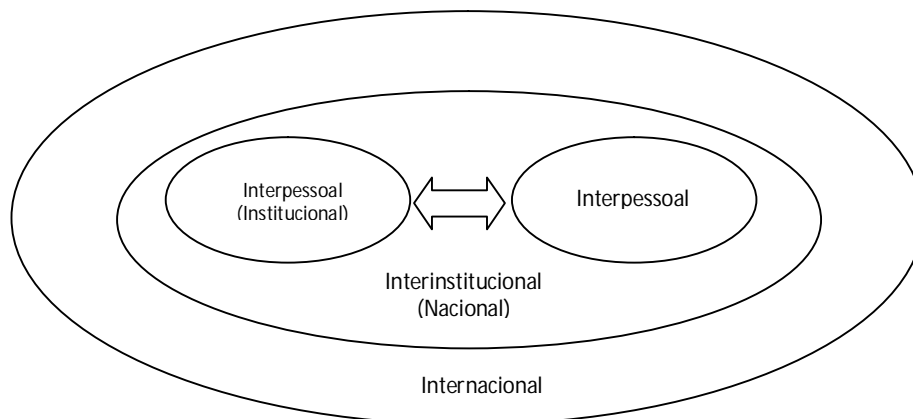 Interpessoal
(Institucional)
Interpessoal
Interinstitucional
(Nacional)
Internacional